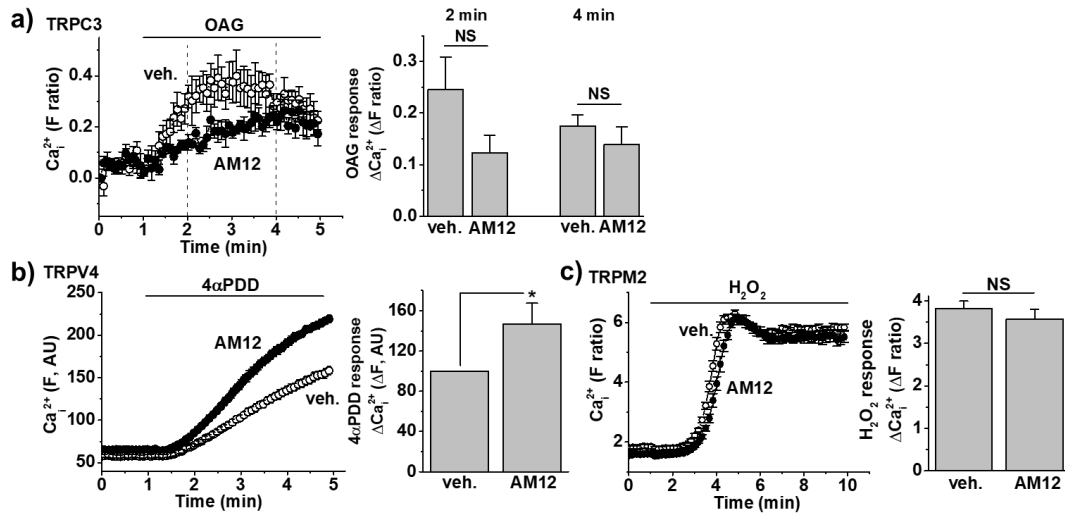 a) TRPC3
OAG
veh.
AM12
0.4
0.2
0.0
Ca²⁺ᵢ (F ratio)
0 1 2 3 4 5
Time (min)
2 min 4 min
NS
NS
0.3
0.2
0.1
0.0
OAG response
ΔCa²⁺ᵢ (ΔF ratio)
veh. AM12 veh. AM12
b) TRPV4
4αPDD
AM12
veh.
250
200
150
100
50
Ca²⁺ᵢ (F, AU)
0 1 2 3 4 5
Time (min)
*
160
120
80
40
0
4αPDD response
ΔCa²⁺ᵢ (ΔF, AU)
veh. AM12
c) TRPM2
H₂O₂
veh.
AM12
6
4
2
Ca²⁺ᵢ (F ratio)
0 2 4 6 8 10
Time (min)
NS
4
3
2
1
0
H₂O₂ response
ΔCa²⁺ᵢ (ΔF ratio)
veh. AM12